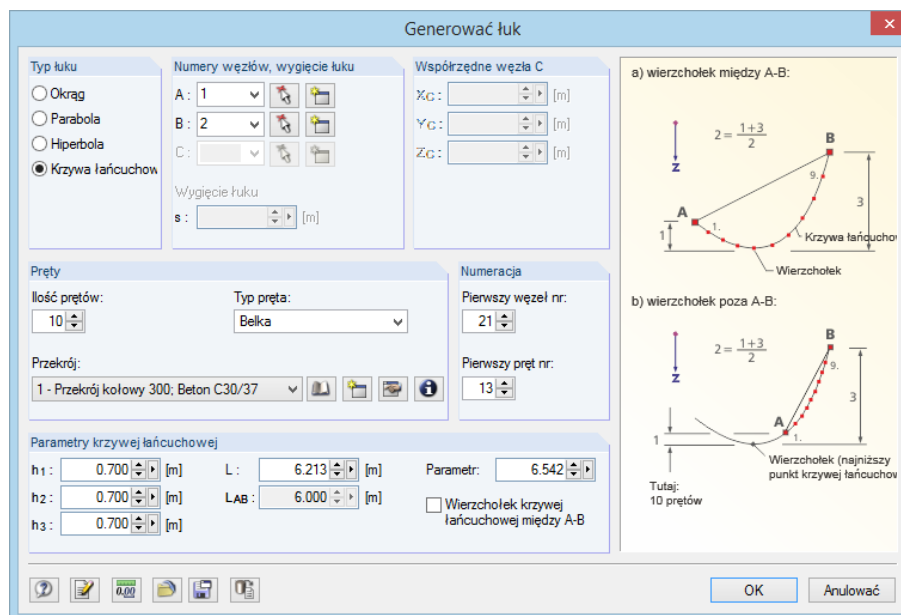 Generować łuk
Typ łuku
Okrąg
Parabola
Hiperbola
Krzywa łańcuchow
Numery węzłów, wygięcie łuku
A : 1
B : 2
C :
Wygięcie łuku
s : [m]
Współrzędne węzła C
XC : [m]
YC : [m]
ZC : [m]
Pręty
Ilość prętów:
10
Typ pręta:
Belka
Przekrój:
1 - Przekrój kołowy 300; Beton C30/37
Numeracja
Pierwszy węzeł nr:
21
Pierwszy pręt nr:
13
Parametry krzywej łańcuchowej
h1 : 0.700 [m]
h2 : 0.700 [m]
h3 : 0.700 [m]
L : 6.213 [m]
LAB : 6.000 [m]
Parametr: 6.542
Wierzchołek krzywej
łańcuchowej między A-B
a) wierzchołek między A-B:
z
2 = 1+3 / 2
B
9.
3
A
1
1.
Krzywa łańcucho
Wierzchołek
b) wierzchołek poza A-B:
z
2 = 1+3 / 2
B
9.
3
A
1
1.
Wierzchołek (najniższy
punkt krzywej łańcuchow
Tutaj:
10 prętów
0.00
OK
Anulować